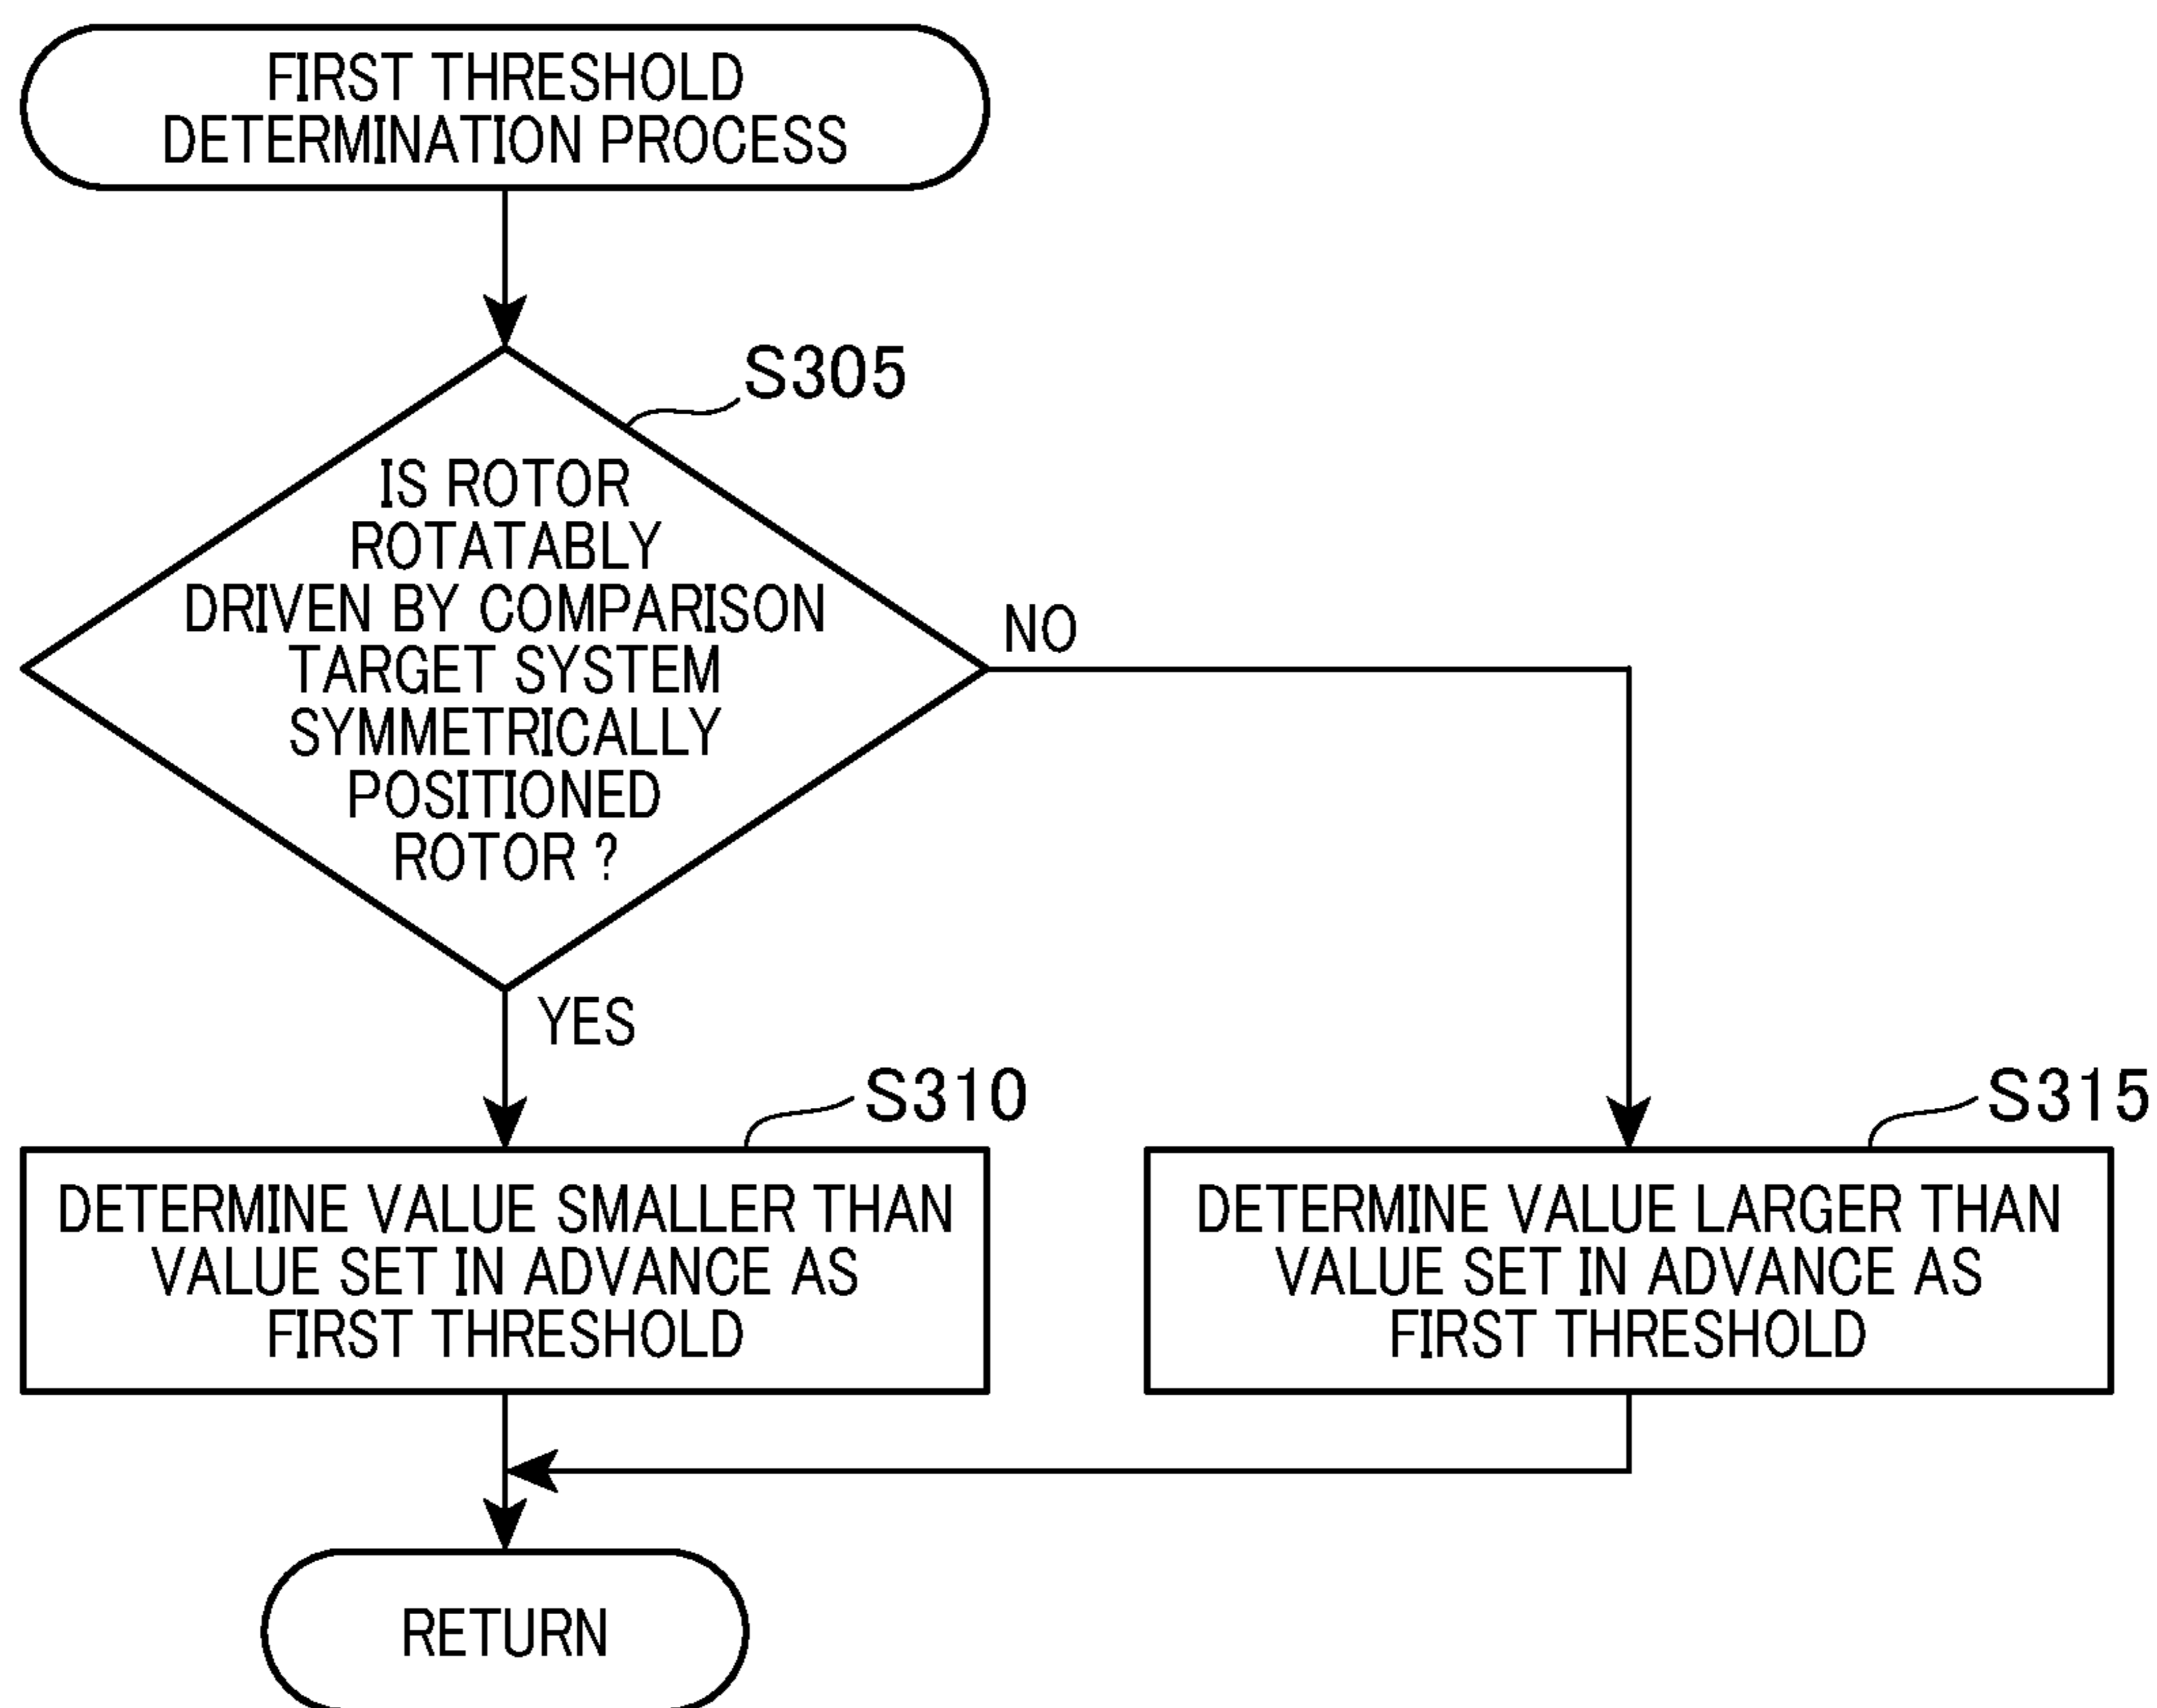 FIRST THRESHOLD
DETERMINATION PROCESS
S305
IS ROTOR
ROTATABLY
DRIVEN BY COMPARISON
TARGET SYSTEM
SYMMETRICALLY
POSITIONED
ROTOR ?
NO
YES
S310
DETERMINE VALUE SMALLER THAN
VALUE SET IN ADVANCE AS
FIRST THRESHOLD
S315
DETERMINE VALUE LARGER THAN
VALUE SET IN ADVANCE AS
FIRST THRESHOLD
RETURN